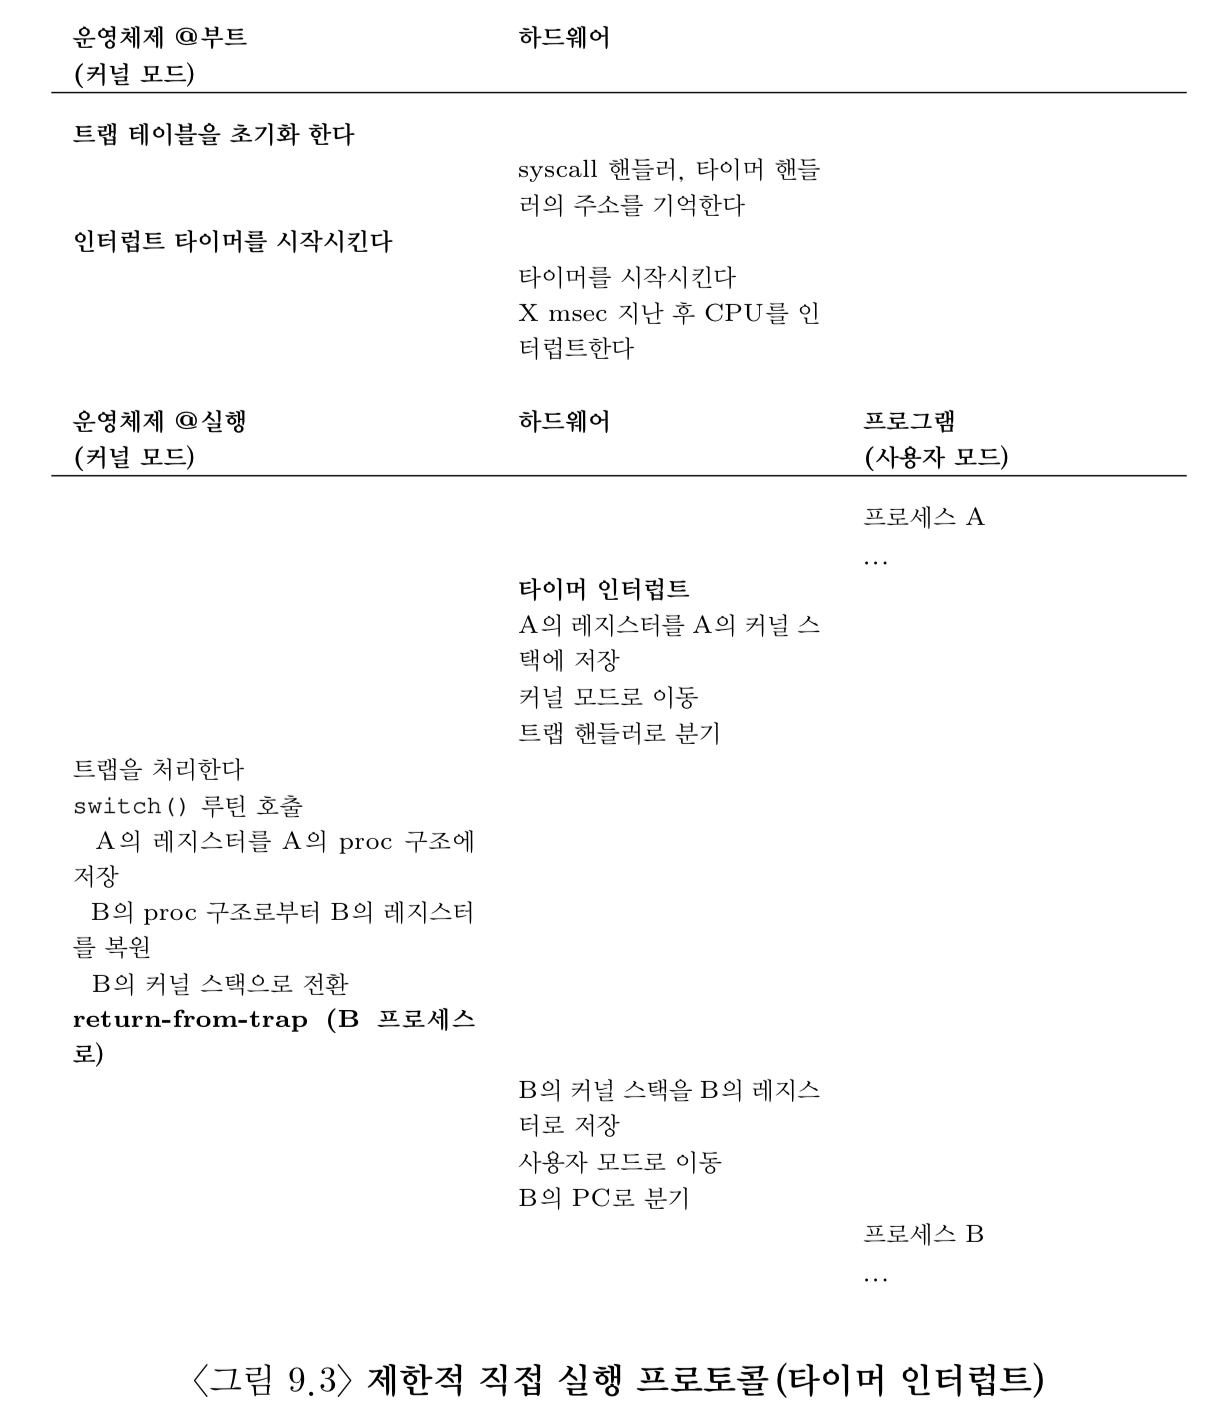 운영체제 @부트 하드웨어
(커널 모드)
트랩 테이블을 초기화 한다
syscall 핸들러, 타이머 핸들
러의 주소를 기억한다
인터럽트 타이머를 시작시킨다
타이머를 시작시킨다
X msec 지난 후 CPU를 인
터럽트한다
운영체제 @실행 하드웨어 프로그램
(커널 모드) (사용자 모드)
프로세스 A
...
타이머 인터럽트
A의 레지스터를 A의 커널 스
택에 저장
커널 모드로 이동
트랩 핸들러로 분기
트랩을 처리한다
switch() 루틴 호출
A의 레지스터를 A의 proc 구조에
저장
B의 proc 구조로부터 B의 레지스터
를 복원
B의 커널 스택으로 전환
return-from-trap (B 프로세스
로)
B의 커널 스택을 B의 레지스
터로 저장
사용자 모드로 이동
B의 PC로 분기
프로세스 B
...
〈그림 9.3〉 제한적 직접 실행 프로토콜(타이머 인터럽트)